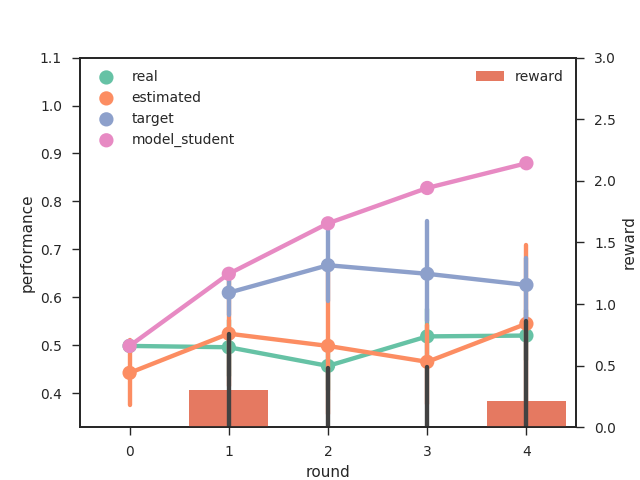 real
estimated
target
model_student
reward
1.1
1.0
0.9
0.8
0.7
0.6
0.5
0.4
performance
3.0
2.5
2.0
1.5
1.0
0.5
0.0
reward
0 1 2 3 4
round